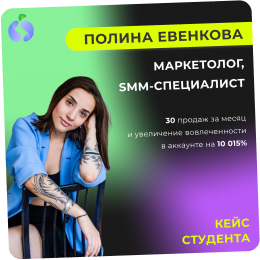 ПОЛИНА ЕВЕНКОВА
МАРКЕТОЛОГ,
SMM-СПЕЦИАЛИСТ
30 продаж за месяц
и увеличение вовлеченности
в аккаунте на 10 015%
КЕЙС
СТУДЕНТА